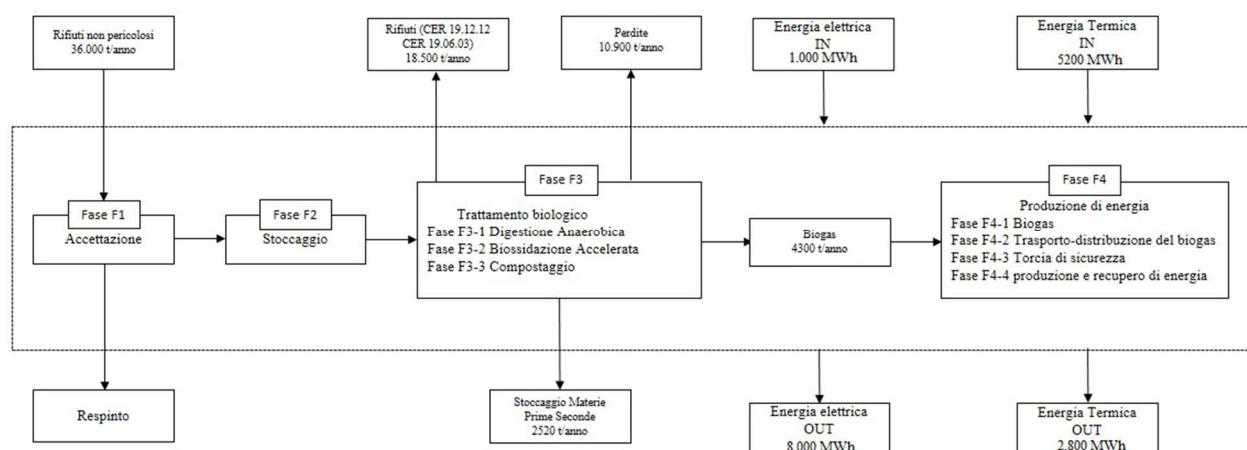 Rifiuti non pericolosi
36.000 t/anno
Rifiuti (CER 19.12.12
CER 19.06.03)
18.500 t/anno
Perdite
10.900 t/anno
Energia elettrica
IN
1.000 MWh
Energia Termica
IN
5200 MWh
Fase F1
Accettazione
Fase F2
Stoccaggio
Fase F3
Trattamento biologico
Fase F3-1 Digestione Anaerobica
Fase F3-2 Biossidazione Accelerata
Fase F3-3 Compostaggio
Biogas
4300 t/anno
Fase F4
Produzione di energia
Fase F4-1 Biogas
Fase F4-2 Trasporto-distribuzione del biogas
Fase F4-3 Torcia di sicurezza
Fase F4-4 produzione e recupero di energia
Respinto
Stoccaggio Materie
Prime Seconde
2520 t/anno
Energia elettrica
OUT
8.000 MWh
Energia Termica
OUT
2.800 MWh